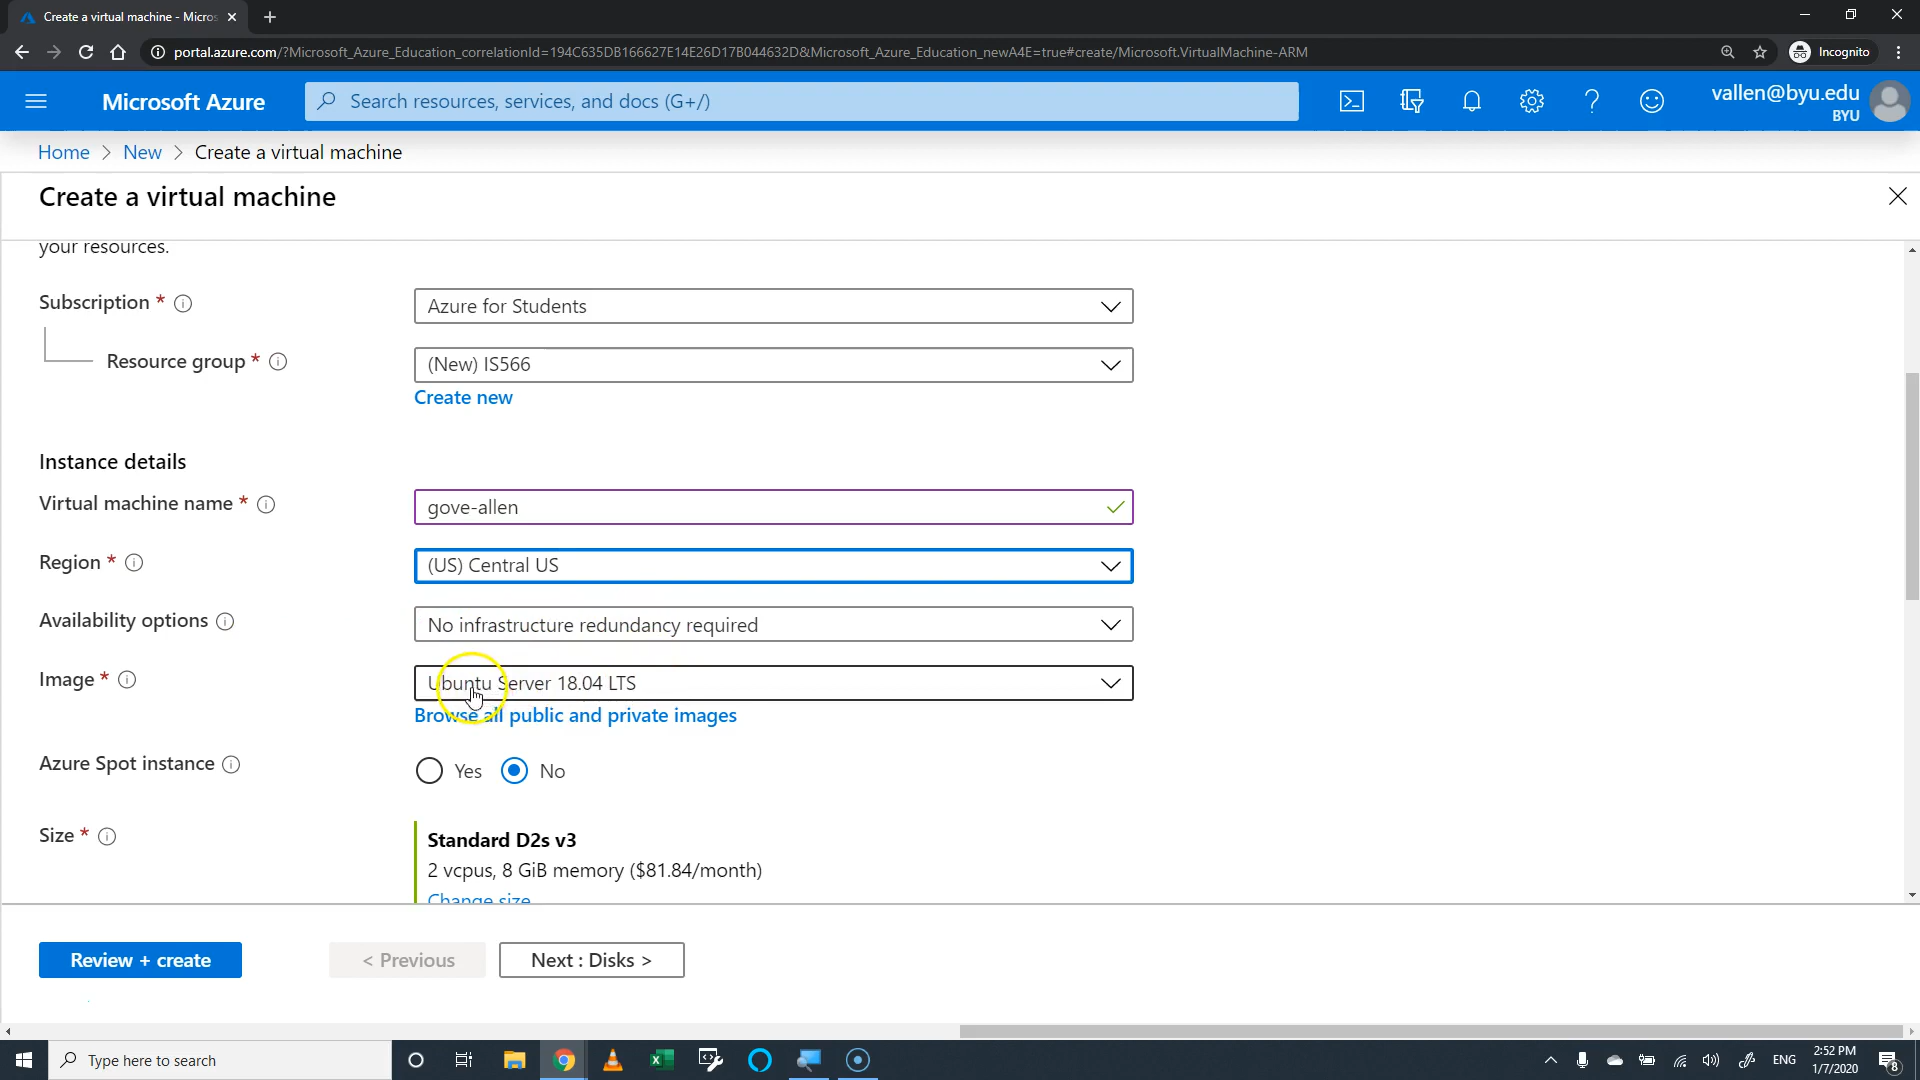 Create a virtual machine - Micros
portal.azure.com/?Microsoft_Azure_Education_correlationId=194C635DB166627E14E26D17B044632D&Microsoft_Azure_Education_newA4E=true#create/Microsoft.VirtualMachine-ARM
Incognito
Microsoft Azure
Search resources, services, and docs (G+/)
vallen@byu.edu
BYU
Home > New > Create a virtual machine
Create a virtual machine
your resources.
Subscription *
Azure for Students
Resource group *
(New) IS566
Create new
Instance details
Virtual machine name *
gove-allen
Region *
(US) Central US
Availability options
No infrastructure redundancy required
Image *
Ubuntu Server 18.04 LTS
Browse all public and private images
Azure Spot instance
Yes
No
Size *
Standard D2s v3
2 vcpus, 8 GiB memory ($81.84/month)
Change size
Review + create
< Previous
Next : Disks >
Type here to search
ENG
2:52 PM
1/7/2020
8